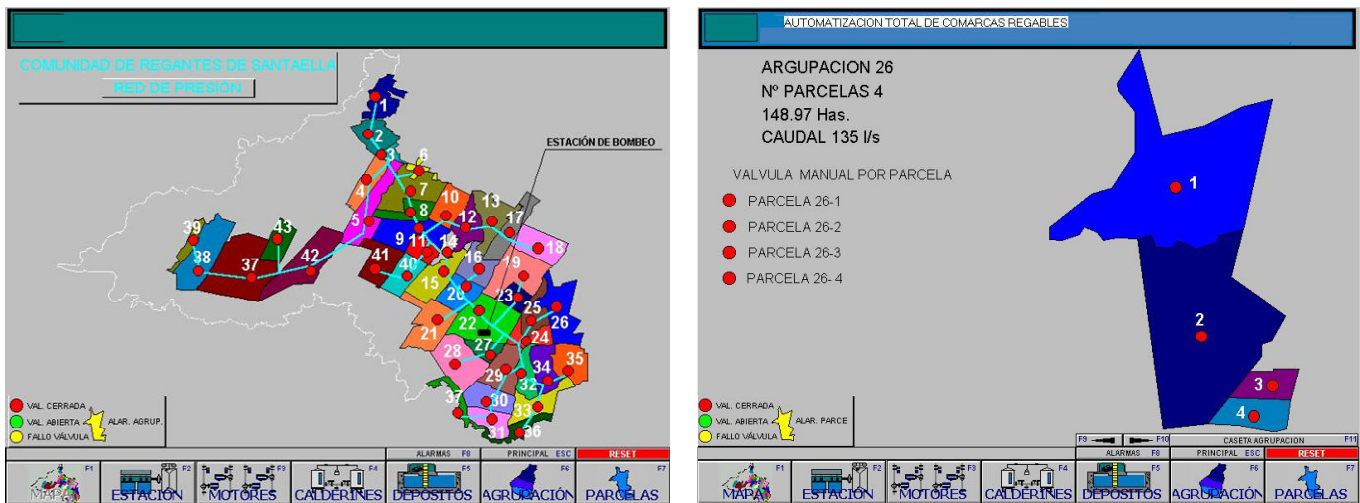 COMUNIDAD DE REGANTES DE SANTAELLA
RED DE PRESIÓN
ESTACIÓN DE BOMBEO
1
2
3
4
6
7
5
8
10
9
11
12
13
14
17
18
39
43
38
37
42
41
40
15
16
19
20
23
25
26
21
22
24
27
28
29
32
34
35
37
30
31
33
36
VAL. CERRADA
VAL. ABIERTA
ALAR. AGRUP.
FALLO VÁLVULA
ALARMAS F8 PRINCIPAL ESC RESET
F1 F2 F3 F4 F5 F6 F7
MAPA ESTACIÓN MOTORES CALDÉRINES DEPÓSITOS AGRUPACIÓN PARCELAS
AUTOMATIZACION TOTAL DE COMARCAS REGABLES
ARGUPACION 26
Nº PARCELAS 4
148.97 Has.
CAUDAL 135 l/s
VALVULA MANUAL POR PARCELA
PARCELA 26-1
PARCELA 26-2
PARCELA 26-3
PARCELA 26- 4
1
2
3
4
VAL. CERRADA
VAL. ABIERTA
ALAR. PARCE
FALLO VÁLVULA
F9 F10 CASETA AGRUPACION F11
ALARMAS F8 PRINCIPAL ESC RESET
F1 F2 F3 F4 F5 F6 F7
MAPA ESTACIÓN MOTORES CALDÉRINES DEPÓSITOS AGRUPACIÓN PARCELAS